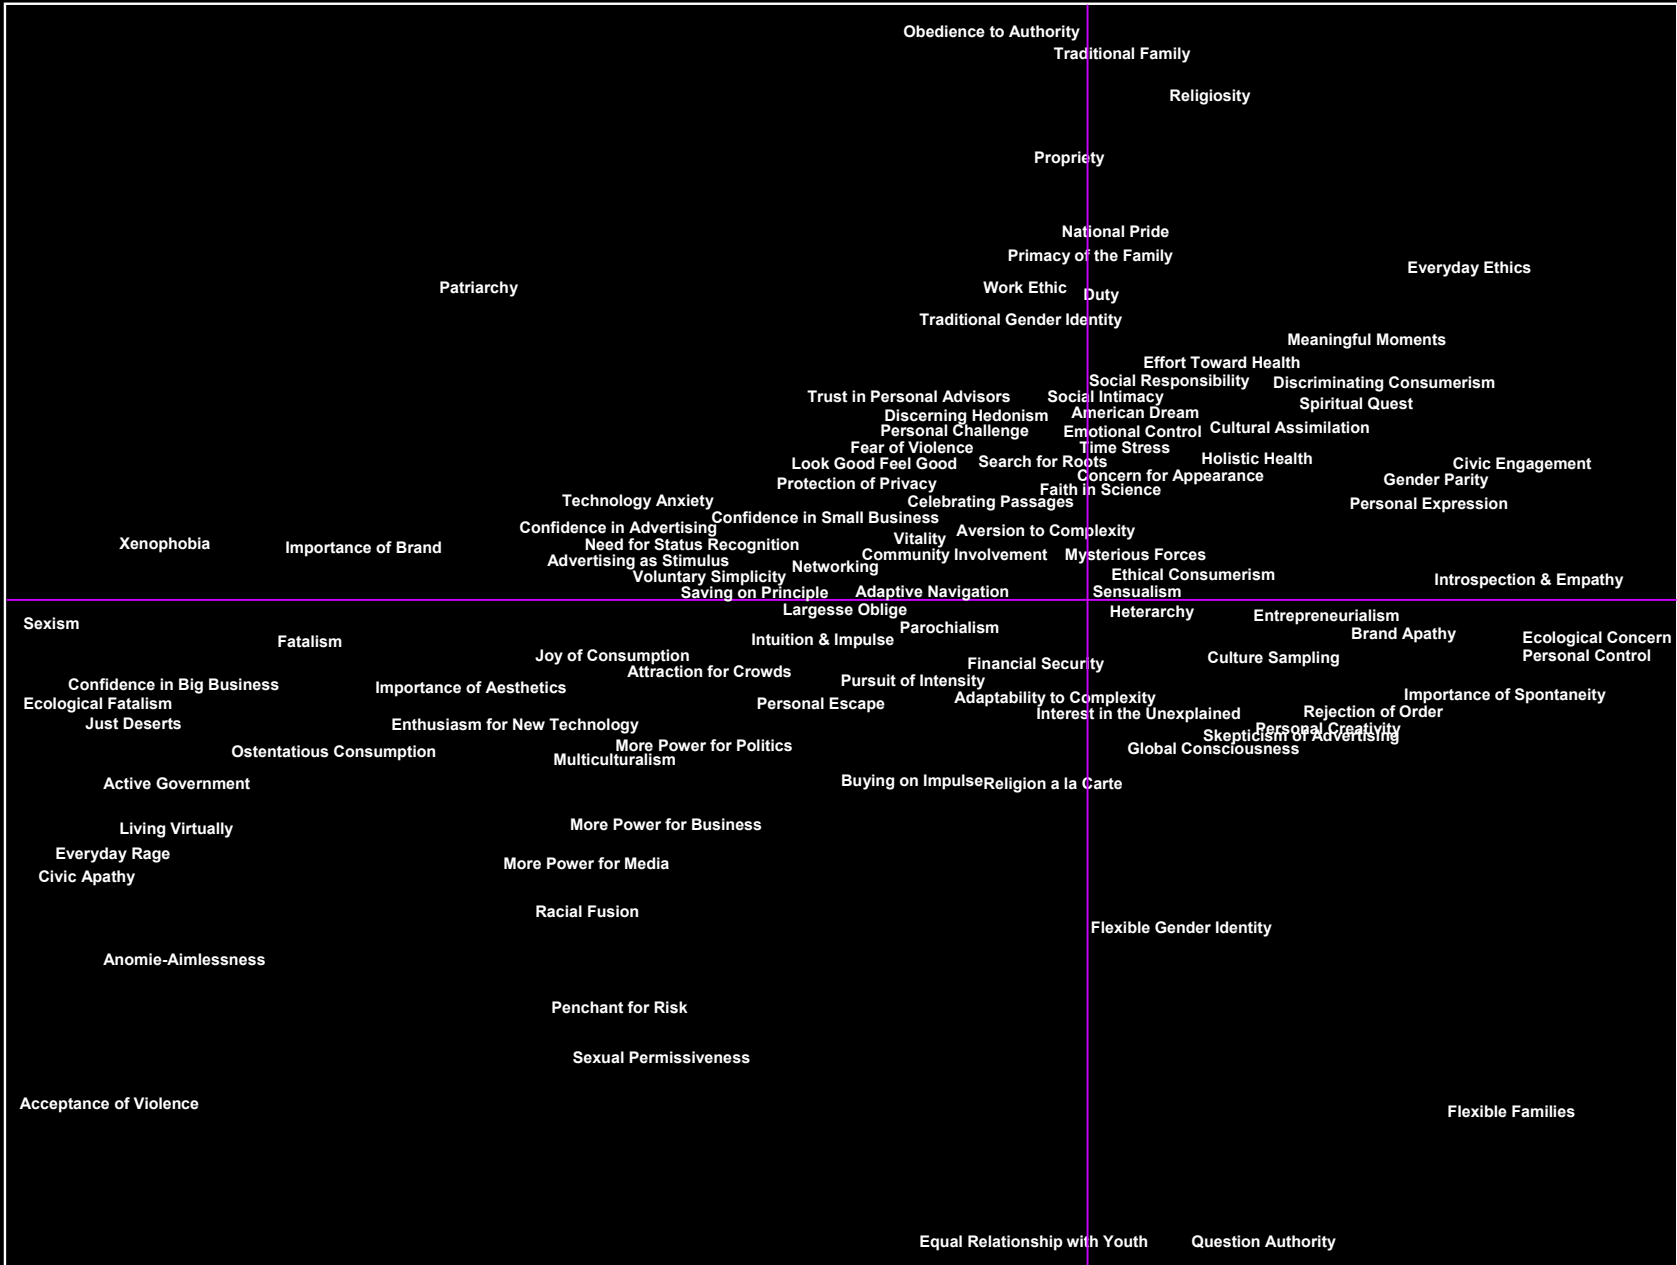 Obedience to Authority
Traditional Family
Religiosity
Propriety
National Pride
Primacy of the Family
Everyday Ethics
Patriarchy
Work Ethic
Duty
Traditional Gender Identity
Meaningful Moments
Effort Toward Health
Social Responsibility
Discriminating Consumerism
Trust in Personal Advisors
Social Intimacy
Spiritual Quest
Discerning Hedonism
American Dream
Personal Challenge
Emotional Control
Cultural Assimilation
Fear of Violence
Time Stress
Look Good Feel Good
Search for Roots
Holistic Health
Civic Engagement
Concern for Appearance
Gender Parity
Protection of Privacy
Faith in Science
Technology Anxiety
Celebrating Passages
Personal Expression
Confidence in Small Business
Confidence in Advertising
Aversion to Complexity
Xenophobia
Importance of Brand
Need for Status Recognition
Vitality
Advertising as Stimulus
Community Involvement
Mysterious Forces
Networking
Voluntary Simplicity
Ethical Consumerism
Introspection & Empathy
Saving on Principle
Adaptive Navigation
Sensualism
Largesse Oblige
Heterarchy
Entrepreneurialism
Sexism
Parochialism
Brand Apathy
Fatalism
Intuition & Impulse
Ecological Concern
Joy of Consumption
Financial Security
Culture Sampling
Personal Control
Attraction for Crowds
Confidence in Big Business
Importance of Aesthetics
Pursuit of Intensity
Adaptability to Complexity
Importance of Spontaneity
Ecological Fatalism
Personal Escape
Interest in the Unexplained
Rejection of Order
Just Deserts
Enthusiasm for New Technology
Personal Creativity
Skepticism of Advertising
Ostentatious Consumption
More Power for Politics
Global Consciousness
Multiculturalism
Active Government
Buying on Impulse
Religion a la Carte
Living Virtually
More Power for Business
Everyday Rage
More Power for Media
Civic Apathy
Racial Fusion
Flexible Gender Identity
Anomie-Aimlessness
Penchant for Risk
Sexual Permissiveness
Acceptance of Violence
Flexible Families
Equal Relationship with Youth
Question Authority